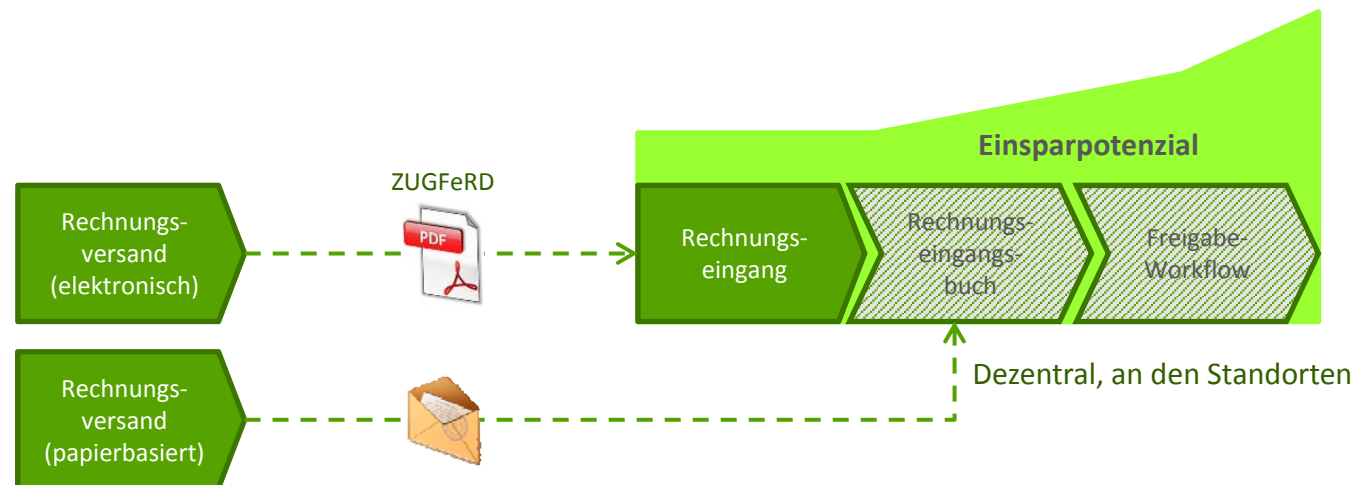 Einsparpotenzial
ZUGFeRD
Rechnungs-
versand
(elektronisch)
PDF
Rechnungs-
eingang
Rechnungs-
eingangs-
buch
Freigabe-
Workflow
Rechnungs-
versand
(papierbasiert)
Dezentral, an den Standorten